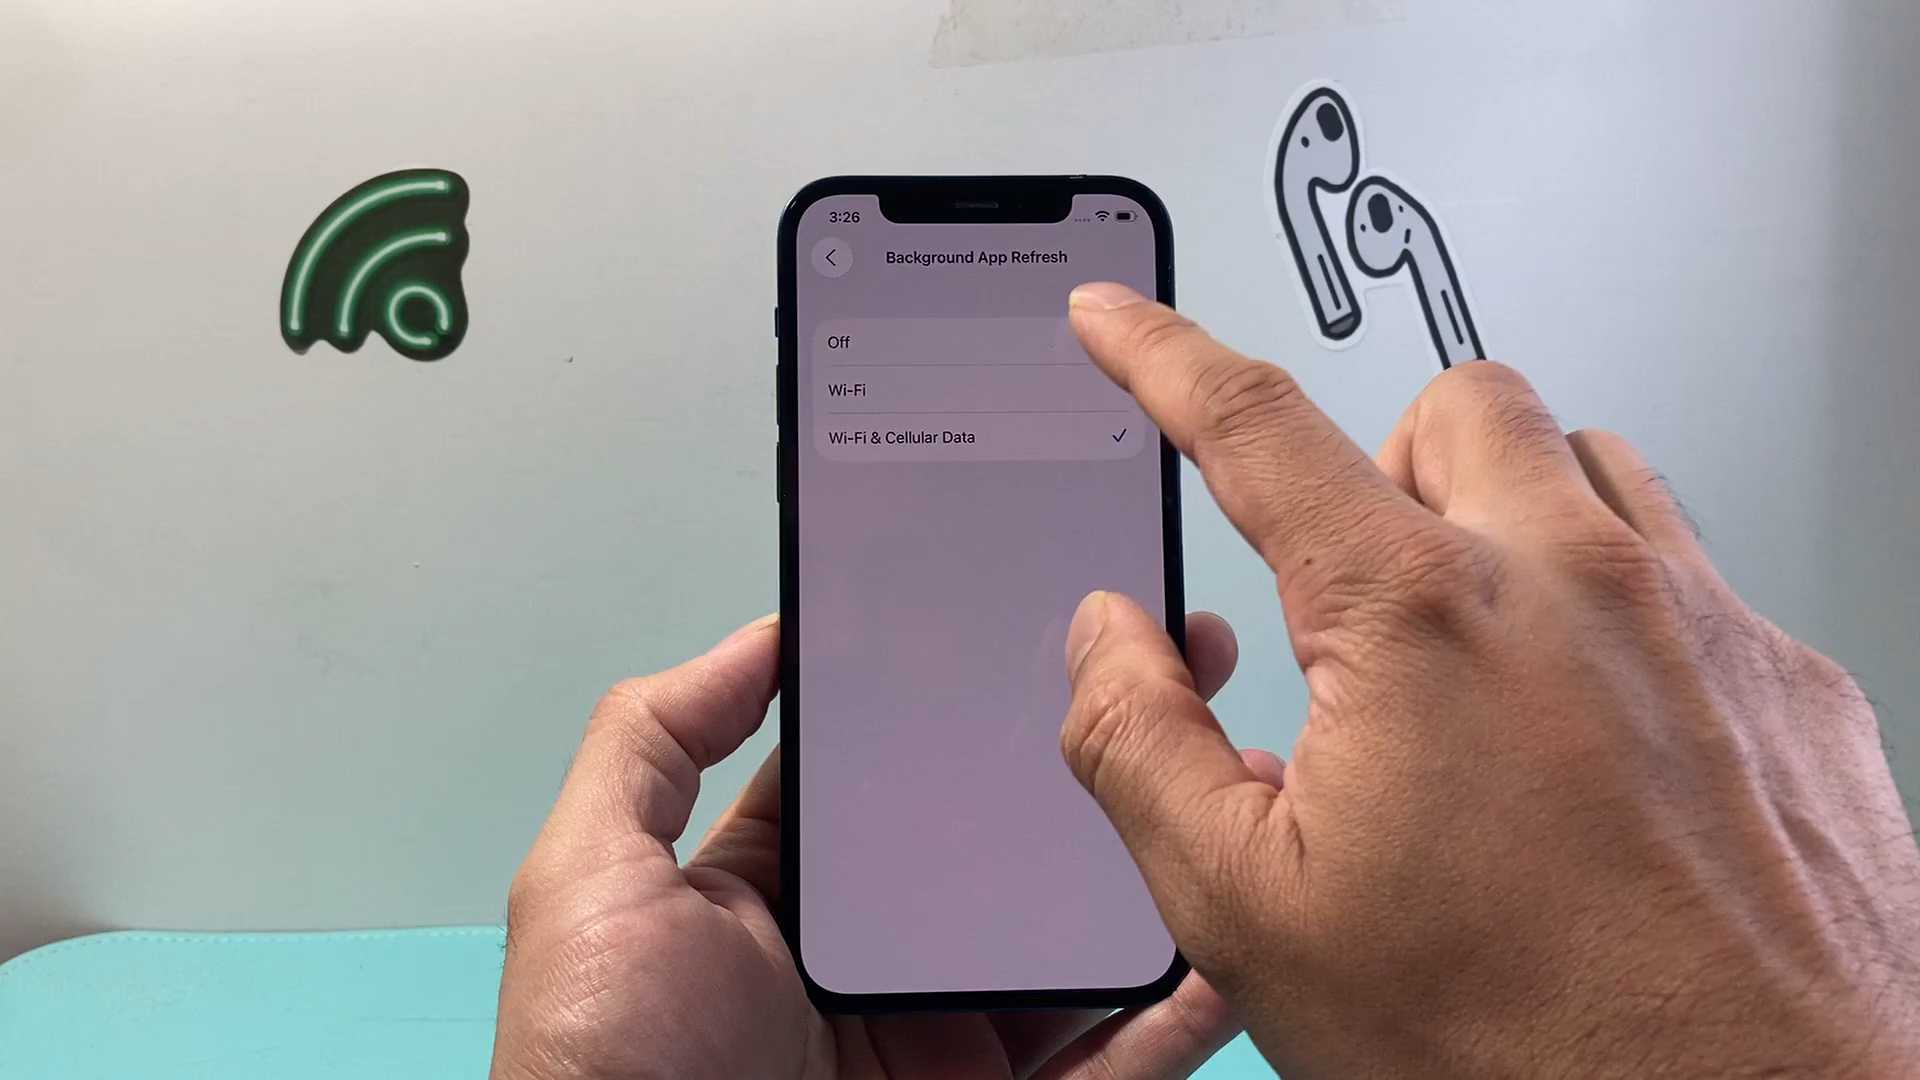 3:26
Background App Refresh
Off
Wi-Fi
Wi-Fi & Cellular Data